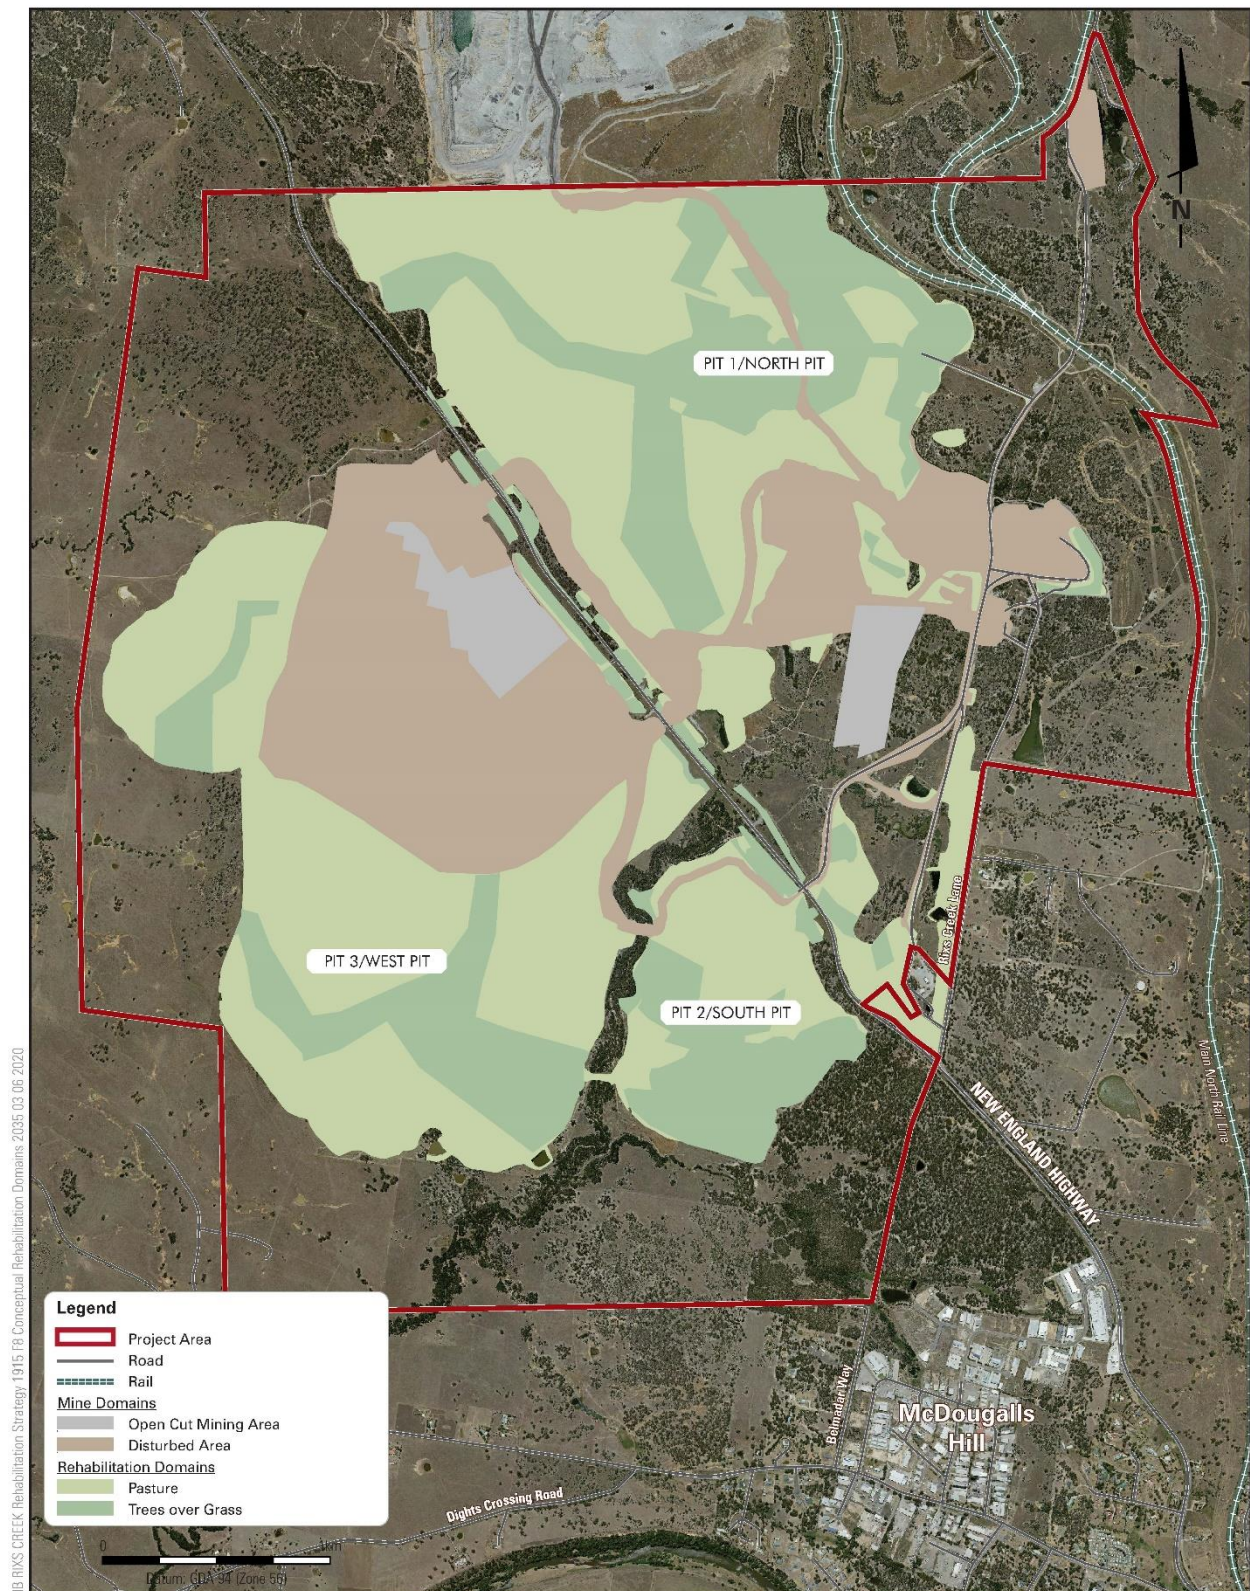 N
PIT 1/NORTH PIT
PIT 3/WEST PIT
PIT 2/SOUTH PIT
Rixs Creek Lane
NEW ENGLAND HIGHWAY
Main North Rail Line
Belmadar Way
McDougalls
Hill
Dights Crossing Road
Legend
Project Area
Road
Rail
Mine Domains
Open Cut Mining Area
Disturbed Area
Rehabilitation Domains
Pasture
Trees over Grass
0
1km
Datum: GDA 94 (Zone 56)
IB RIXS CREEK Rehabilitation Strategy 1915 F8 Conceptual Rehabilitation Domains 2035 03 06 2020